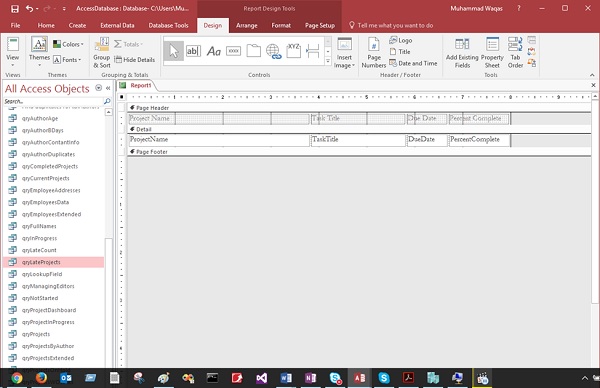 AccessDatabase : Database- C:\Users\Mu... Report Design Tools Muhammad Waqas
File Home Create External Data Database Tools Design Arrange Format Page Setup Tell me what you want to do
View Themes Colors Fonts Group & Sort Totals Hide Details ab| Aa xxxx XYZ Insert Image Page Numbers Logo Title Date and Time Add Existing Fields Property Sheet Tab Order
Views Themes Grouping & Totals Controls Header / Footer Tools
All Access Objects
Report1
Search...
Page Header
Project Name Task Title Due Date Percent Complete
Detail
ProjectName TaskTitle DueDate PercentComplete
Page Footer
qryAuthorAge
qryAuthorBDays
qryAuthorContantInfo
qryAuthorDuplicates
qryCompletedProjects
qryCurrentProjects
qryEmployeeAddresses
qryEmployeesData
qryEmployeesExtended
qryFullNames
qryInProgress
qryLateCount
qryLateProjects
qryLookupField
qryManagingEditors
qryNotStarted
qryProjectDashboard
qryProjectInProgress
qryProjects
qryProjectsByAuthor
qryProjectsExtended